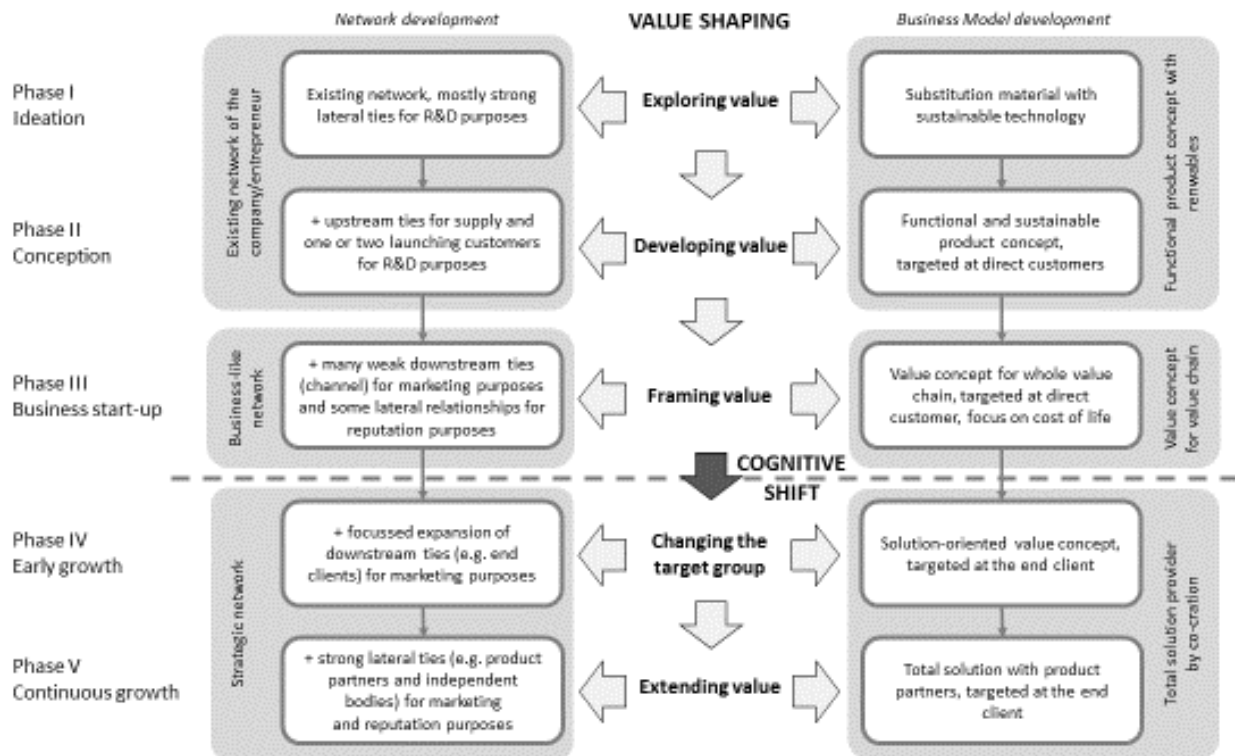 Network development
VALUE SHAPING
Business Model development
Phase I
Ideation
Existing network of the
company/entrepreneur
Existing network, mostly strong
lateral ties for R&D purposes
Exploring value
Substitution material with
sustainable technology
Functional product concept with
renwables
Phase II
Conception
+ upstream ties for supply and
one or two launching customers
for R&D purposes
Developing value
Functional and sustainable
product concept,
targeted at direct customers
Phase III
Business start-up
Business-like
network
+ many weak downstream ties
(channel) for marketing purposes
and some lateral relationships for
reputation purposes
Framing value
Value concept for whole value
chain, targeted at direct
customer, focus on cost of life
Value concept
for value chain
COGNITIVE
SHIFT
Phase IV
Early growth
Strategic network
+ focussed expansion of
downstream ties (e.g. end
clients) for marketing purposes
Changing the
target group
Solution-oriented value concept,
targeted at the end client
Total solution provider
by co-cration
Phase V
Continuous growth
+ strong lateral ties (e.g. product
partners and independent
bodies) for marketing
and reputation purposes
Extending value
Total solution with product
partners, targeted at the end
client